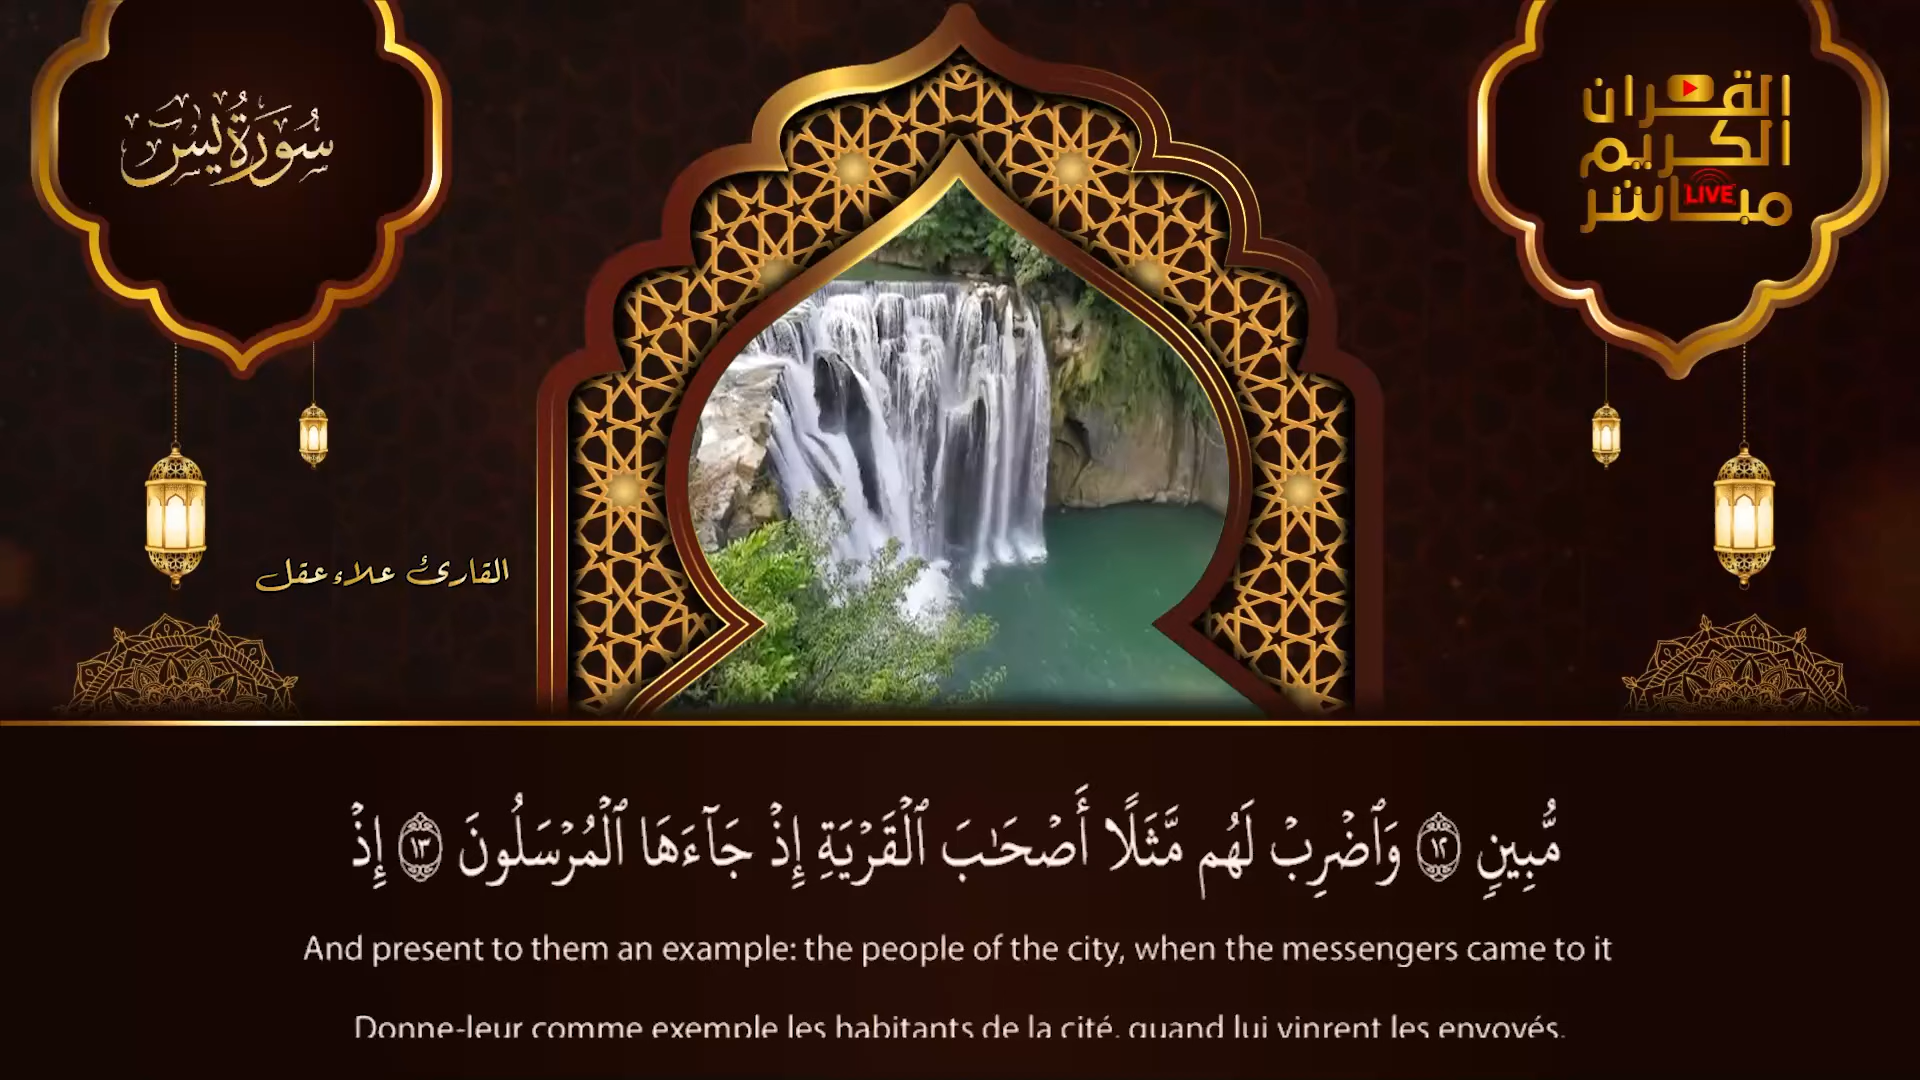 سُورَةُ يس
القران
الكريم
مباشر
LIVE
القارئ علاء عقل
مُّبِينٍ ١٢ وَٱضْرِبْ لَهُم مَّثَلًا أَصْحَٰبَ ٱلْقَرْيَةِ إِذْ جَآءَهَا ٱلْمُرْسَلُونَ ١٣ إِذْ
And present to them an example: the people of the city, when the messengers came to it
Donne-leur comme exemple les habitants de la cité, quand lui vinrent les envoyés.